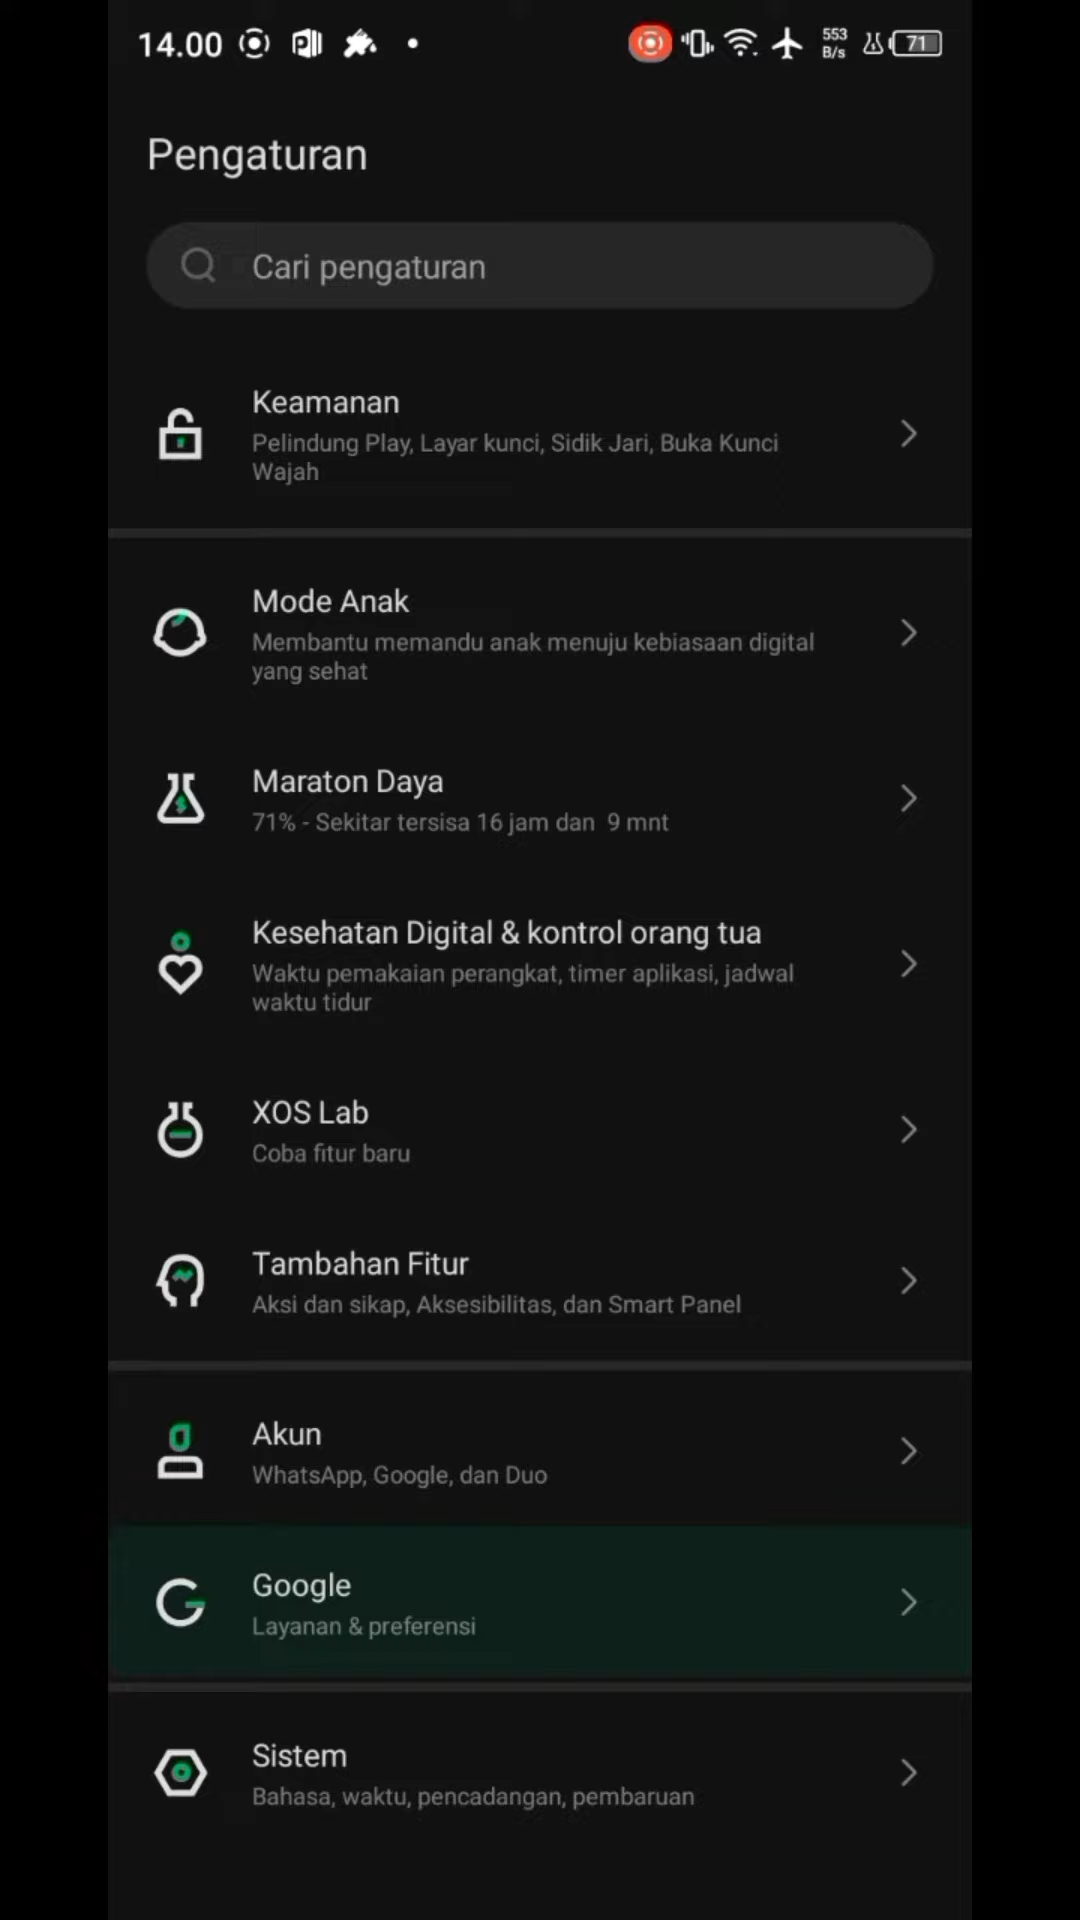 14.00
553
B/s
71
Pengaturan
Cari pengaturan
Keamanan
Pelindung Play, Layar kunci, Sidik Jari, Buka Kunci
Wajah
Mode Anak
Membantu memandu anak menuju kebiasaan digital
yang sehat
Maraton Daya
71% - Sekitar tersisa 16 jam dan 9 mnt
Kesehatan Digital & kontrol orang tua
Waktu pemakaian perangkat, timer aplikasi, jadwal
waktu tidur
XOS Lab
Coba fitur baru
Tambahan Fitur
Aksi dan sikap, Aksesibilitas, dan Smart Panel
Akun
WhatsApp, Google, dan Duo
Google
Layanan & preferensi
Sistem
Bahasa, waktu, pencadangan, pembaruan